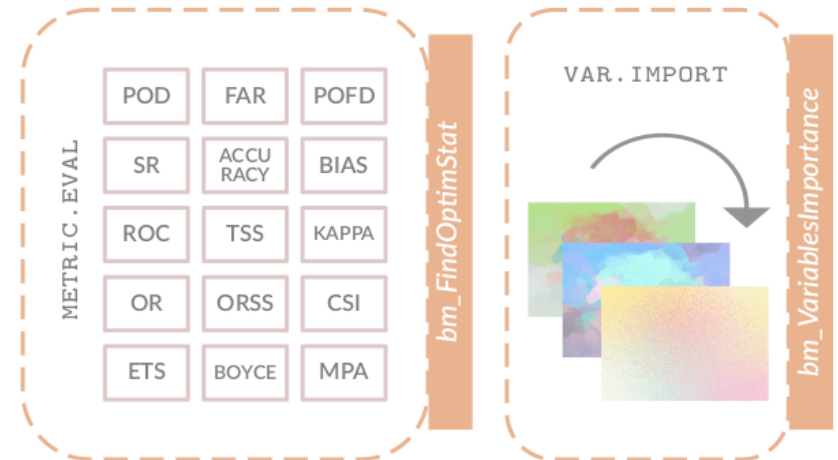 METRIC.EVAL
POD
FAR
POFD
SR
ACCU
RACY
BIAS
ROC
TSS
KAPPA
OR
ORSS
CSI
ETS
BOYCE
MPA
bm_FindOptimStat
VAR.IMPORT
bm_VariablesImportance